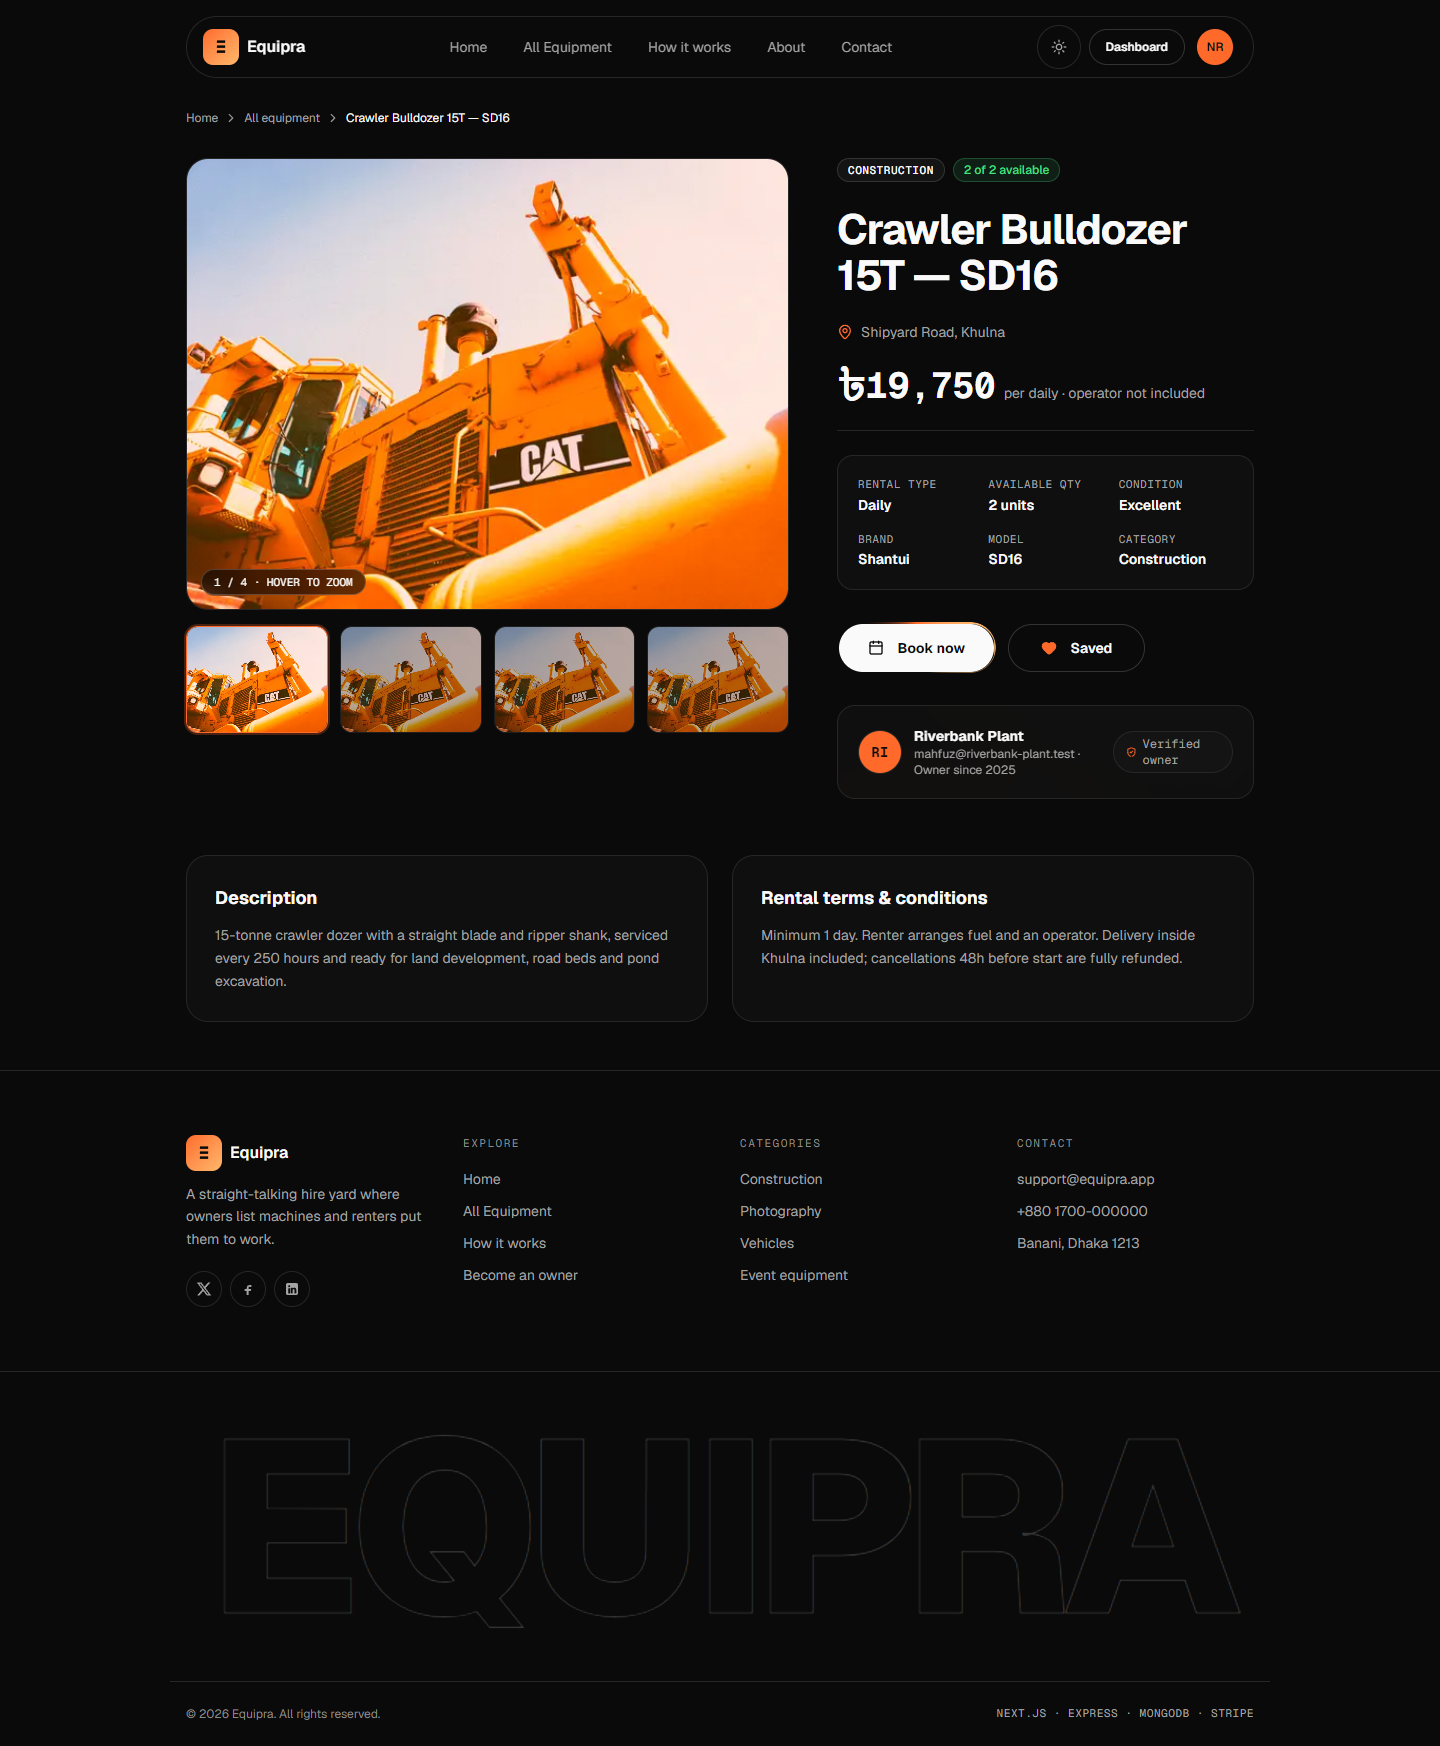 Equipra
Home
All Equipment
How it works
About
Contact
Dashboard
NR
Home
All equipment
Crawler Bulldozer 15T — SD16
CAT
1 / 4 · HOVER TO ZOOM
CAT
CAT
CAT
CAT
CONSTRUCTION
2 of 2 available
Crawler Bulldozer
15T — SD16
Shipyard Road, Khulna
৳19,750 per daily · operator not included
RENTAL TYPE
Daily
AVAILABLE QTY
2 units
CONDITION
Excellent
BRAND
Shantui
MODEL
SD16
CATEGORY
Construction
Book now
Saved
RI
Riverbank Plant
mahfuz@riverbank-plant.test ·
Owner since 2025
Verified
owner
Description
15-tonne crawler dozer with a straight blade and ripper shank, serviced
every 250 hours and ready for land development, road beds and pond
excavation.
Rental terms & conditions
Minimum 1 day. Renter arranges fuel and an operator. Delivery inside
Khulna included; cancellations 48h before start are fully refunded.
Equipra
A straight-talking hire yard where
owners list machines and renters put
them to work.
EXPLORE
Home
All Equipment
How it works
Become an owner
CATEGORIES
Construction
Photography
Vehicles
Event equipment
CONTACT
support@equipra.app
+880 1700-000000
Banani, Dhaka 1213
EQUIPRA
© 2026 Equipra. All rights reserved.
NEXT.JS · EXPRESS · MONGODB · STRIPE